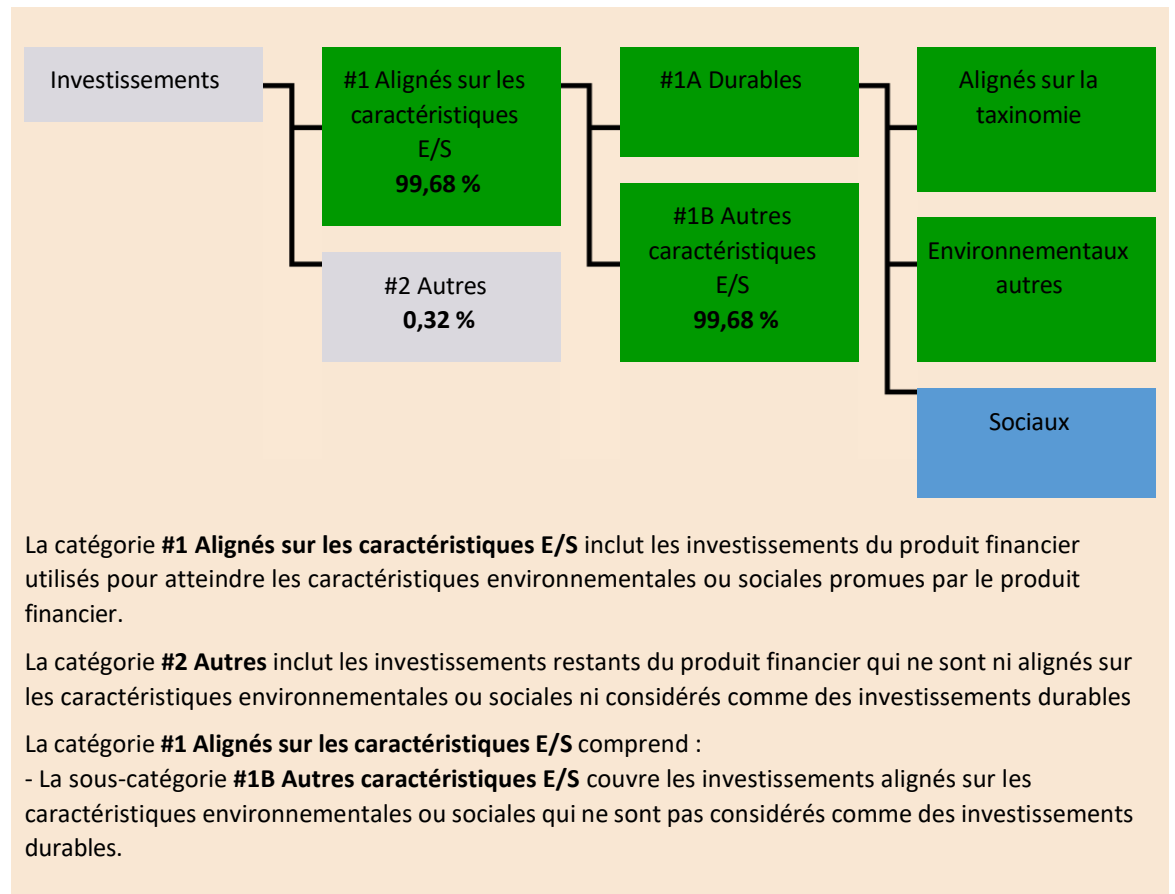 Investissements
#1 Alignés sur les
caractéristiques
E/S
99,68 %
#2 Autres
0,32 %
#1A Durables
#1B Autres
caractéristiques
E/S
99,68 %
Alignés sur la
taxinomie
Environnementaux
autres
Sociaux
La catégorie #1 Alignés sur les caractéristiques E/S inclut les investissements du produit financier
utilisés pour atteindre les caractéristiques environnementales ou sociales promues par le produit
financier.
La catégorie #2 Autres inclut les investissements restants du produit financier qui ne sont ni alignés sur
les caractéristiques environnementales ou sociales ni considérés comme des investissements durables
La catégorie #1 Alignés sur les caractéristiques E/S comprend :
- La sous-catégorie #1B Autres caractéristiques E/S couvre les investissements alignés sur les
caractéristiques environnementales ou sociales qui ne sont pas considérés comme des investissements
durables.